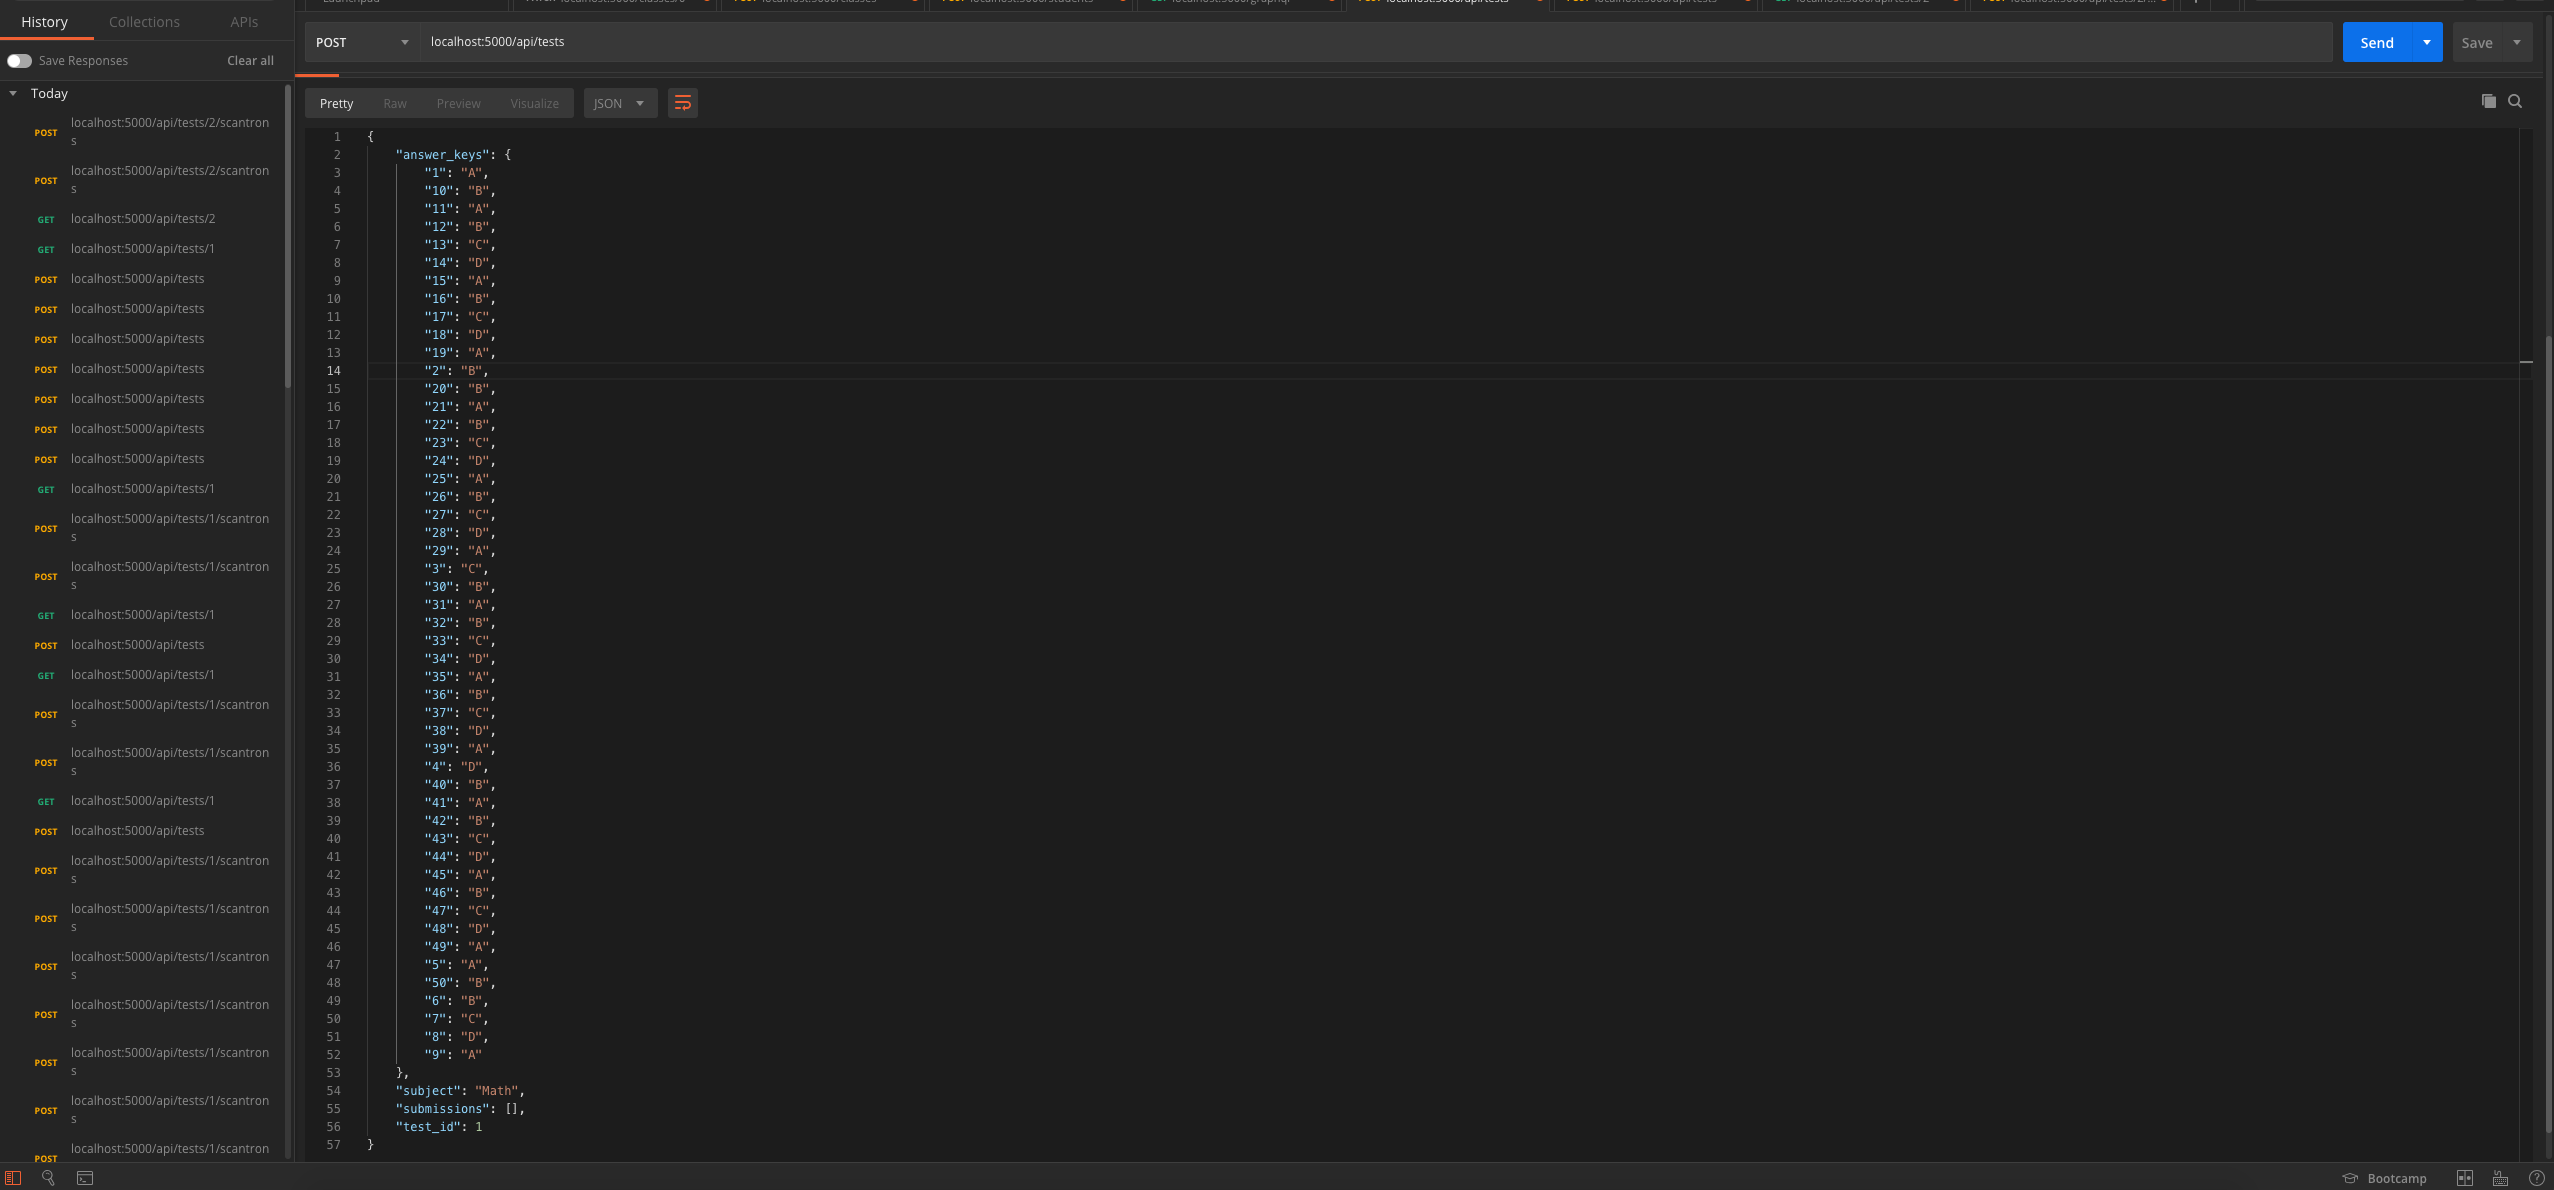 History Collections APIs
Save Responses Clear all
Today
POST localhost:5000/api/tests/2/scantron
s
POST localhost:5000/api/tests/2/scantron
s
GET localhost:5000/api/tests/2
GET localhost:5000/api/tests/1
POST localhost:5000/api/tests
POST localhost:5000/api/tests
POST localhost:5000/api/tests
POST localhost:5000/api/tests
POST localhost:5000/api/tests
POST localhost:5000/api/tests
POST localhost:5000/api/tests
GET localhost:5000/api/tests/1
POST localhost:5000/api/tests/1/scantron
s
POST localhost:5000/api/tests/1/scantron
s
GET localhost:5000/api/tests/1
POST localhost:5000/api/tests
GET localhost:5000/api/tests/1
POST localhost:5000/api/tests/1/scantron
s
POST localhost:5000/api/tests/1/scantron
s
GET localhost:5000/api/tests/1
POST localhost:5000/api/tests
POST localhost:5000/api/tests/1/scantron
s
POST localhost:5000/api/tests/1/scantron
s
POST localhost:5000/api/tests/1/scantron
s
POST localhost:5000/api/tests/1/scantron
s
POST localhost:5000/api/tests/1/scantron
s
POST localhost:5000/api/tests/1/scantron
s
POST localhost:5000/api/tests/1/scantron
POST localhost:5000/api/tests Send Save
Pretty Raw Preview Visualize JSON
1 {
2 "answer_keys": {
3 "1": "A",
4 "10": "B",
5 "11": "A",
6 "12": "B",
7 "13": "C",
8 "14": "D",
9 "15": "A",
10 "16": "B",
11 "17": "C",
12 "18": "D",
13 "19": "A",
14 "2": "B",
15 "20": "B",
16 "21": "A",
17 "22": "B",
18 "23": "C",
19 "24": "D",
20 "25": "A",
21 "26": "B",
22 "27": "C",
23 "28": "D",
24 "29": "A",
25 "3": "C",
26 "30": "B",
27 "31": "A",
28 "32": "B",
29 "33": "C",
30 "34": "D",
31 "35": "A",
32 "36": "B",
33 "37": "C",
34 "38": "D",
35 "39": "A",
36 "4": "D",
37 "40": "B",
38 "41": "A",
39 "42": "B",
40 "43": "C",
41 "44": "D",
42 "45": "A",
43 "46": "B",
44 "47": "C",
45 "48": "D",
46 "49": "A",
47 "5": "A",
48 "50": "B",
49 "6": "B",
50 "7": "C",
51 "8": "D",
52 "9": "A"
53 },
54 "subject": "Math",
55 "submissions": [],
56 "test_id": 1
57 }
Bootcamp